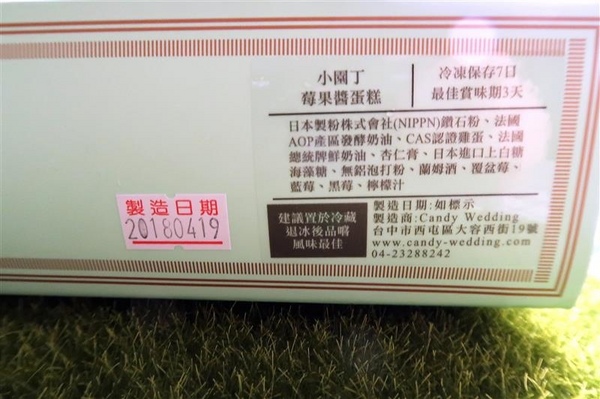 小園丁
莓果醬蛋糕
冷凍保存7日
最佳賞味期3天
日本製粉株式會社(NIPPN)鑽石粉、法國
AOP產區發酵奶油、CAS認證雞蛋、法國
總統牌鮮奶油、杏仁膏、日本進口上白糖
海藻糖、無鋁泡打粉、蘭姆酒、覆盆莓、
藍莓、黑莓、檸檬汁
製造日期
20180419
建議置於冷藏
退冰後品嚐
風味最佳
製造日期:如標示
製造商:Candy Wedding
台中市西屯區大容西街19號
www.candy-wedding.com
04-23288242